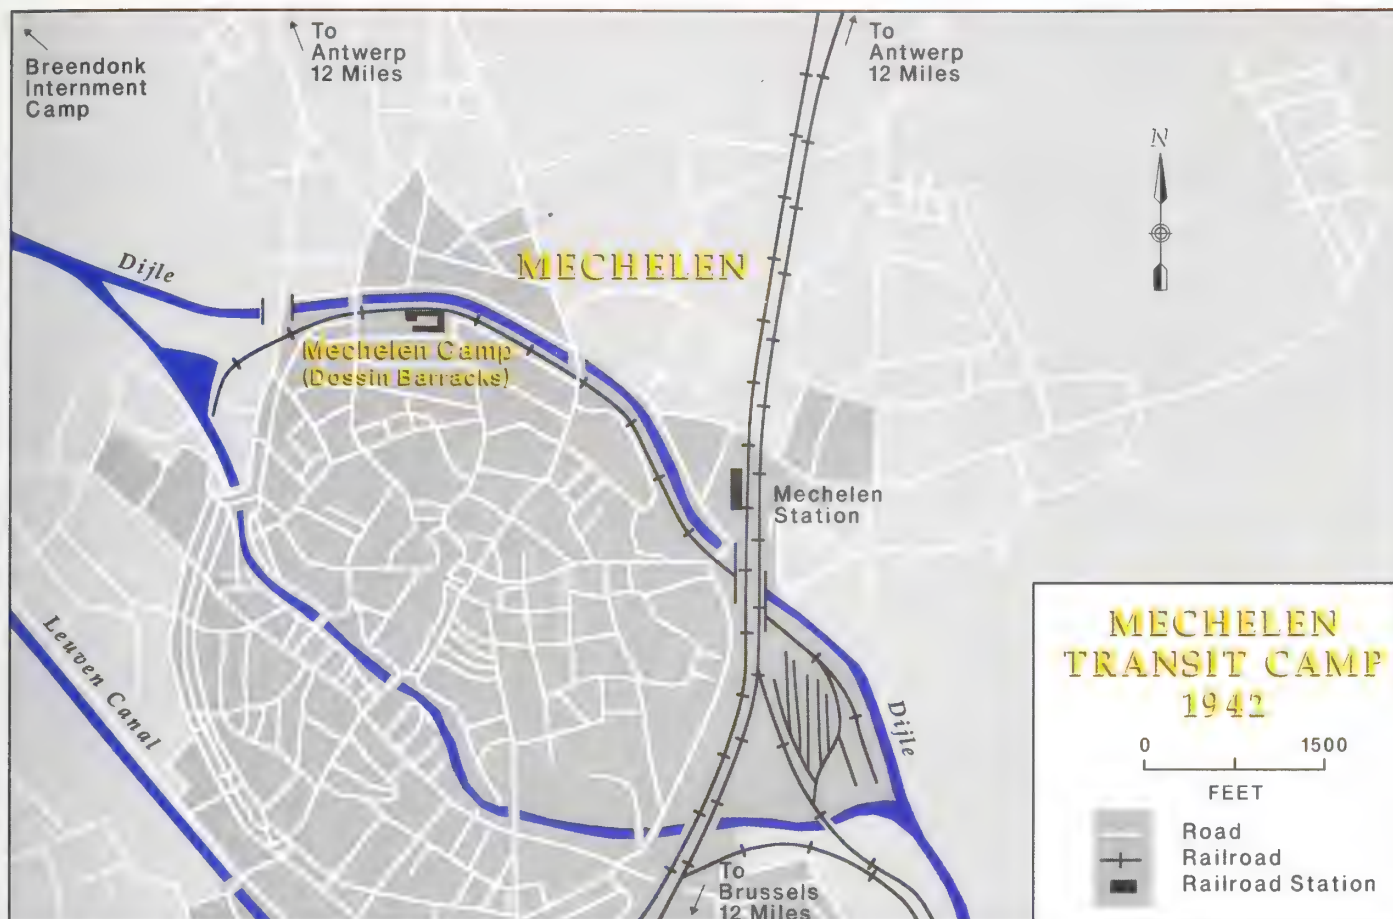 Breendonk
Internment
Camp
To
Antwerp
12 Miles
To
Antwerp
12 Miles
N
Dijle
MECHELEN
Mechelen Camp
(Dossin Barracks)
Mechelen
Station
Leuven Canal
Dijle
To
Brussels
12 Miles
MECHELEN
TRANSIT CAMP
1942
0 1500
FEET
Road
Railroad
Railroad Station